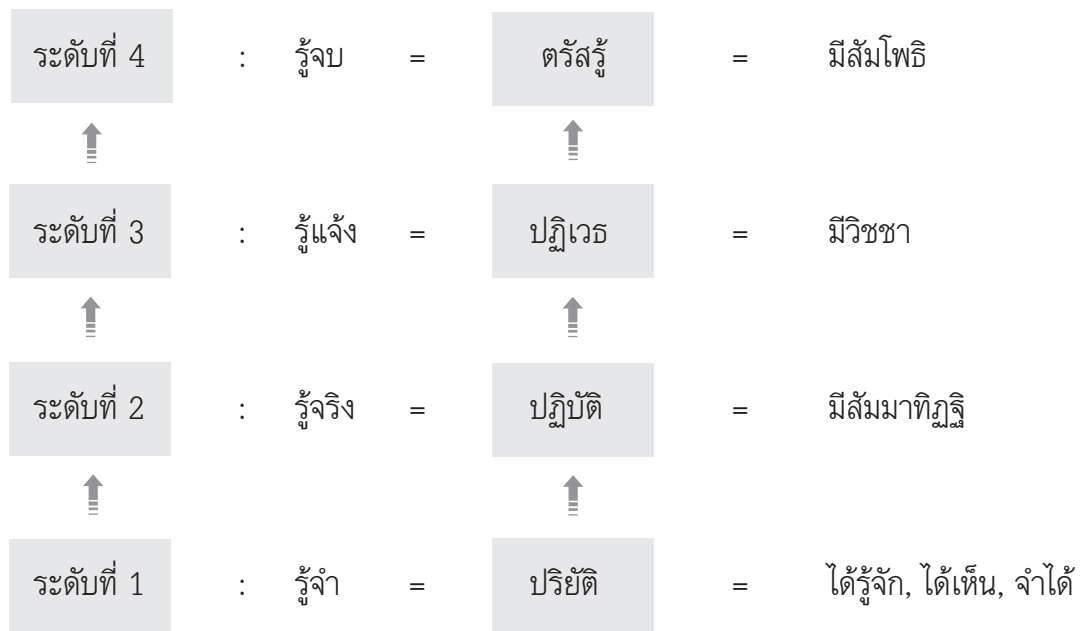 ระดับที่ 4 : รู้จบ = ตรัสรู้ = มีสัมโพธิ
ระดับที่ 3 : รู้แจ้ง = ปฏิเวธ = มีวิชชา
ระดับที่ 2 : รู้จริง = ปฏิบัติ = มีสัมมาทิฏฐิ
ระดับที่ 1 : รู้จำ = ปริยัติ = ได้รู้จัก, ได้เห็น, จำได้